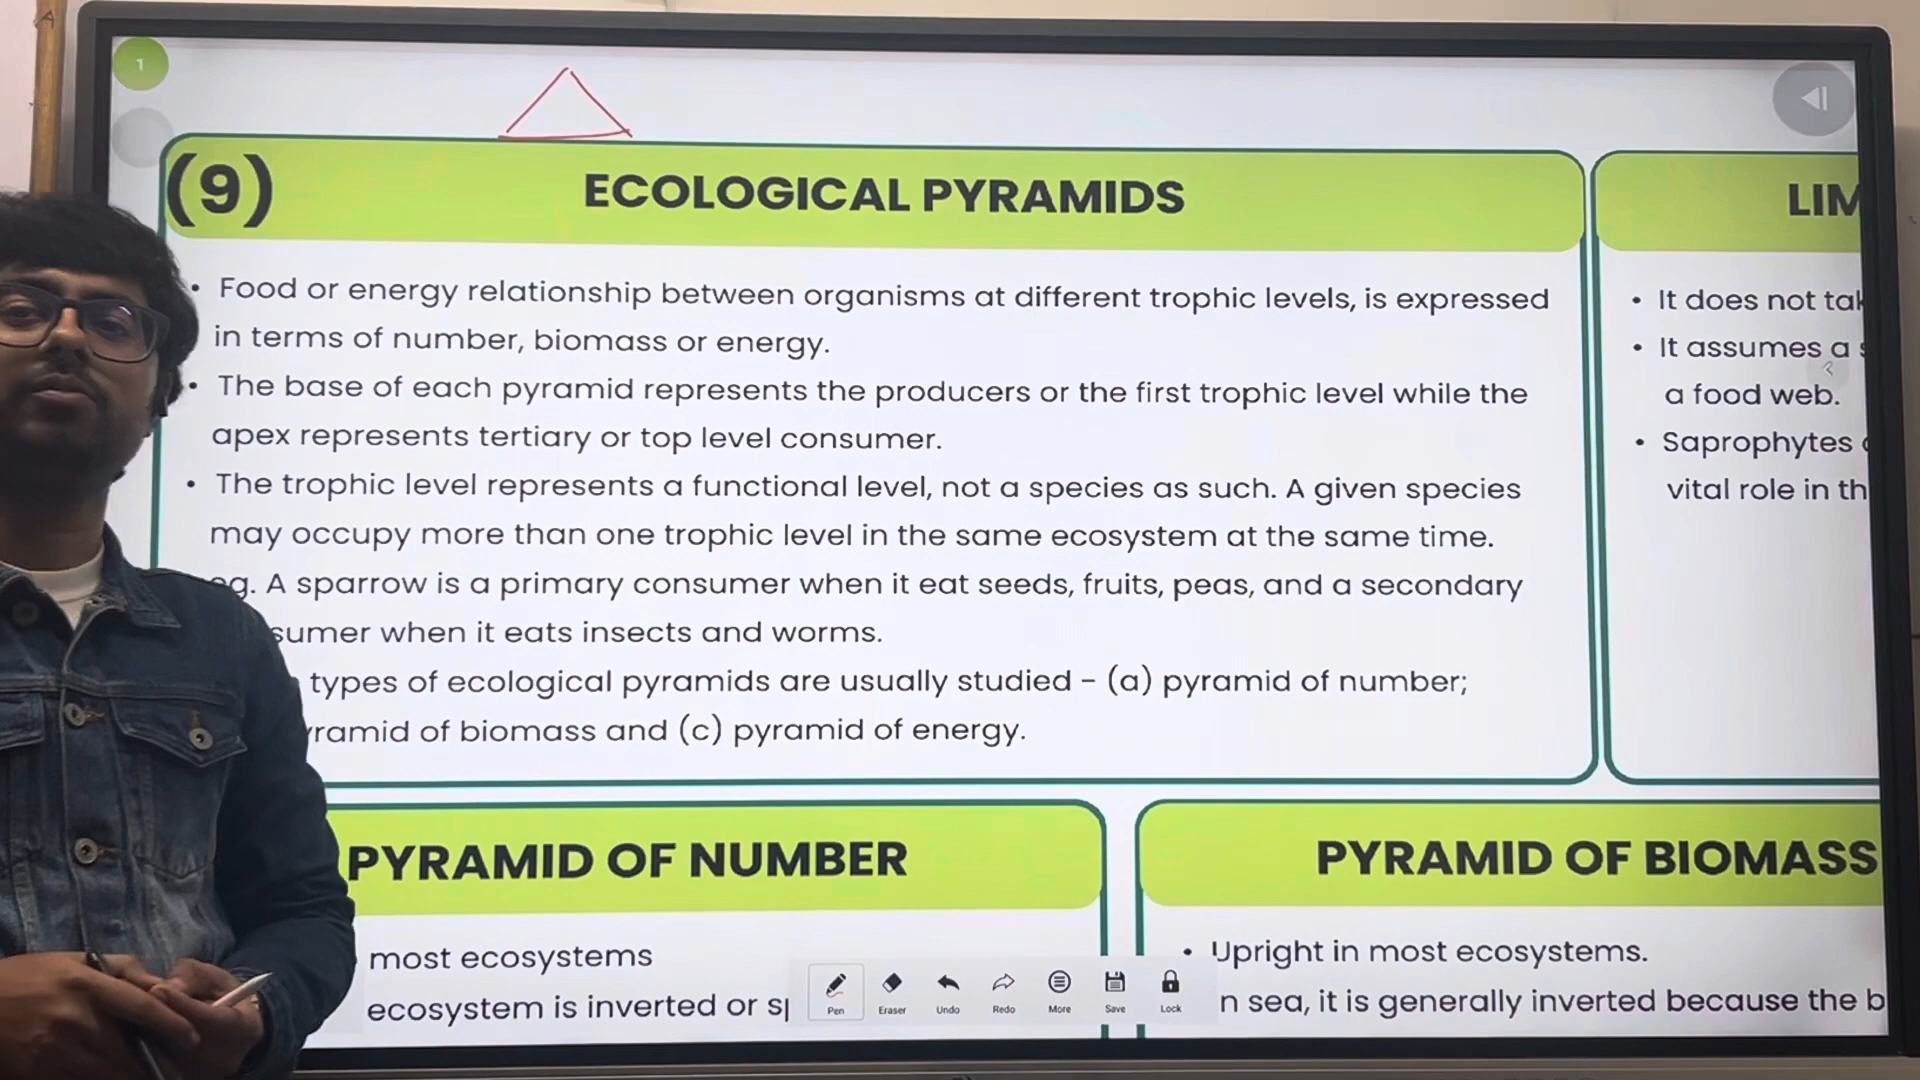 1
(9) ECOLOGICAL PYRAMIDS
• Food or energy relationship between organisms at different trophic levels, is expressed
in terms of number, biomass or energy.
• The base of each pyramid represents the producers or the first trophic level while the
apex represents tertiary or top level consumer.
• The trophic level represents a functional level, not a species as such. A given species
may occupy more than one trophic level in the same ecosystem at the same time.
eg. A sparrow is a primary consumer when it eat seeds, fruits, peas, and a secondary
sumer when it eats insects and worms.
types of ecological pyramids are usually studied – (a) pyramid of number;
ramid of biomass and (c) pyramid of energy.
LIM
• It does not tak
• It assumes a s
a food web.
• Saprophytes
vital role in th
PYRAMID OF NUMBER
most ecosystems
ecosystem is inverted or sp
PYRAMID OF BIOMASS
• Upright in most ecosystems.
n sea, it is generally inverted because the b
Pen Eraser Undo Redo More Save Lock